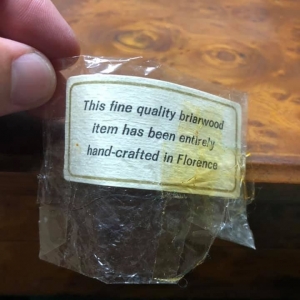 This fine quality briarwood
item has been entirely
hand-crafted in Florence